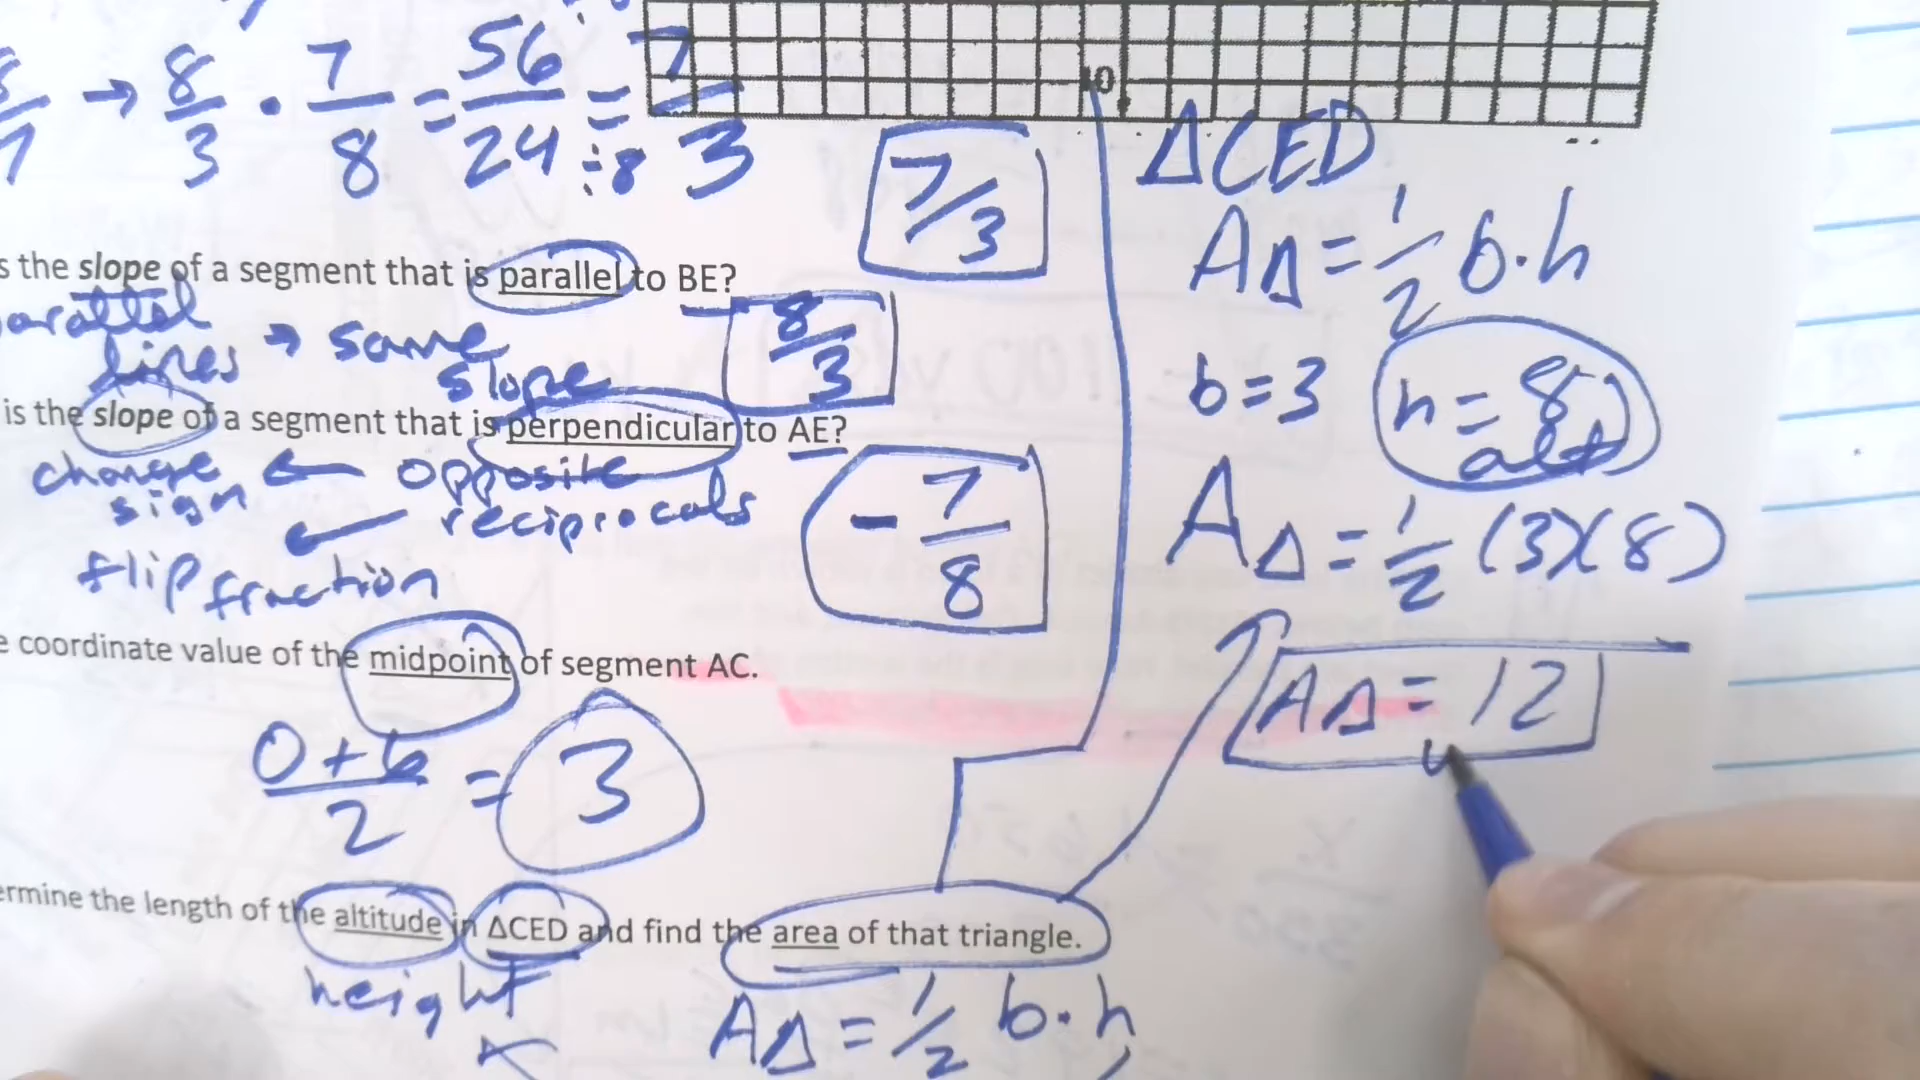 8/7 → 8/3 · 7/8 = 56/24 ÷8 = 7/3
0
7/3
s the slope of a segment that is parallel to BE?
parallel lines → same slope
8/3
is the slope of a segment that is perpendicular to AE?
change sign ← opposite
flip fraction ← reciprocals
- 7/8
e coordinate value of the midpoint of segment AC.
0+6/2 = 3
ermine the length of the altitude in ΔCED and find the area of that triangle.
height
AΔ = 1/2 b·h
ΔCED
AΔ = 1/2 b·h
b=3
h=8
alt
AΔ = 1/2 (3)(8)
AΔ = 12
u